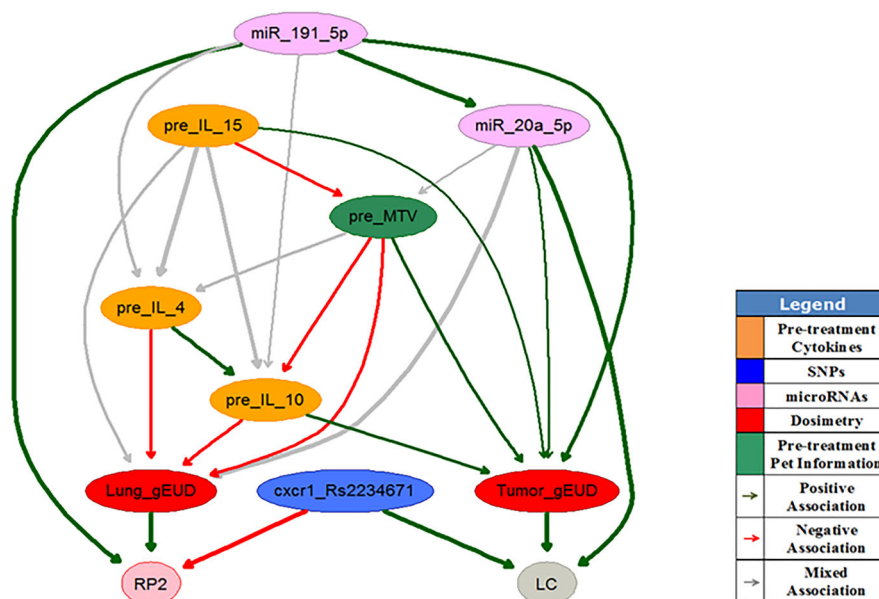 miR_191_5p
pre_IL_15
miR_20a_5p
pre_MTV
pre_IL_4
pre_IL_10
Lung_gEUD
cxcr1_Rs2234671
Tumor_gEUD
RP2
LC
Legend
Pre-treatment
Cytokines
SNPs
microRNAs
Dosimetry
Pre-treatment
Pet Information
Positive
Association
Negative
Association
Mixed
Association